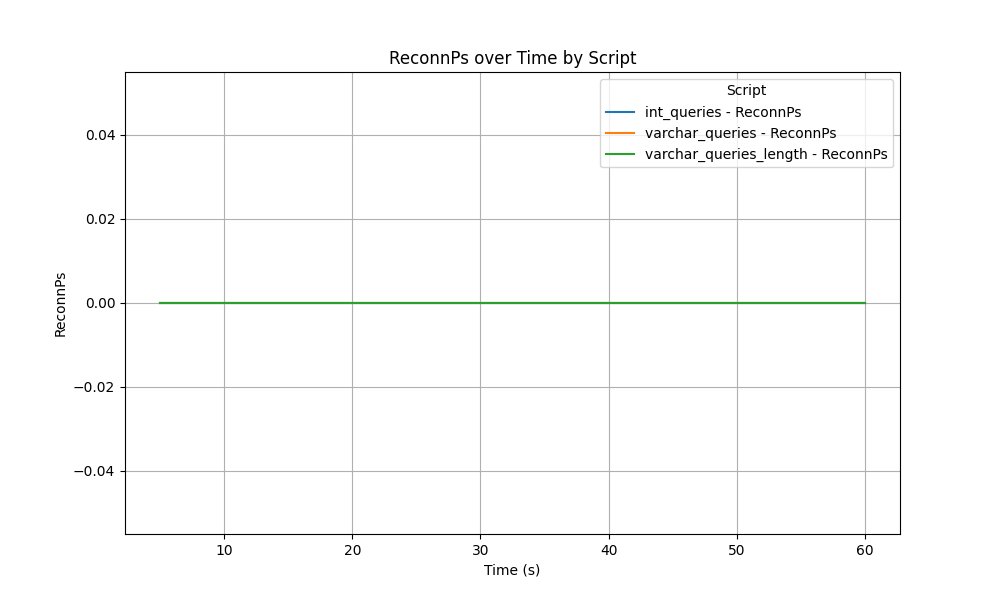 ReconnPs over Time by Script
Script
int_queries - ReconnPs
varchar_queries - ReconnPs
varchar_queries_length - ReconnPs
0.04
0.02
0.00
−0.02
−0.04
ReconnPs
10 20 30 40 50 60
Time (s)